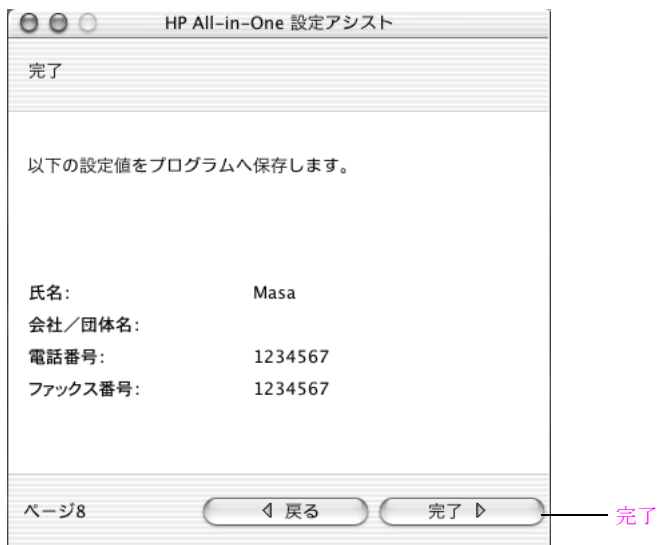 HP All-in-One 設定アシスト
完了
以下の設定値をプログラムへ保存します。
氏名: Masa
会社／団体名:
電話番号: 1234567
ファックス番号: 1234567
ページ8 戻る 完了 完了